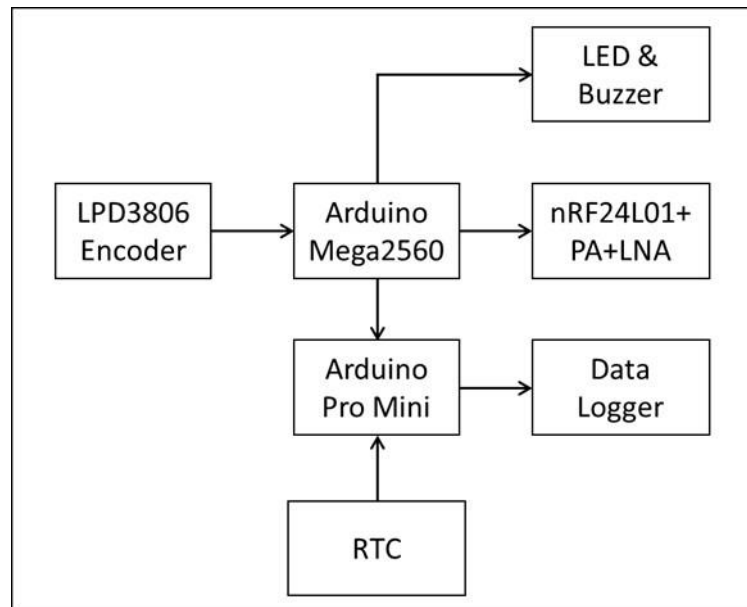 LED &
Buzzer
LPD3806
Encoder
Arduino
Mega2560
nRF24L01+
PA+LNA
Arduino
Pro Mini
Data
Logger
RTC